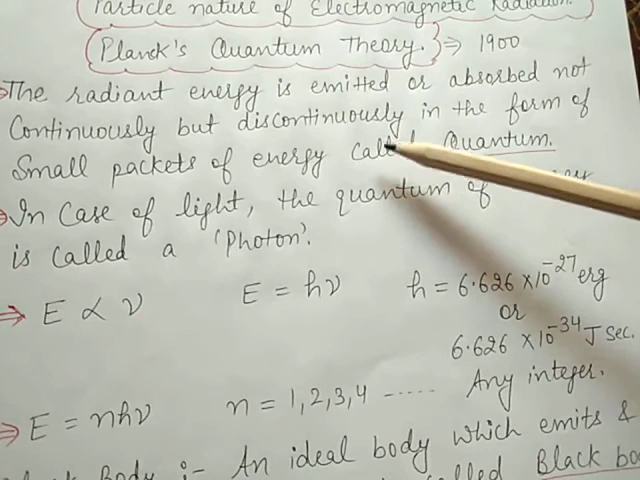 Particle nature of Electromagnetic Radiation.
Planck's Quantum Theory. ⇒ 1900
The radiant energy is emitted or absorbed not
Continuously but discontinuously in the form of
Small packets of energy Quantum.
⇒ In Case of light, the quantum of
is called a 'Photon'.
⇒ E ∝ ν E = hν h = 6.626 × 10⁻²⁷ erg
or
6.626 × 10⁻³⁴ J Sec.
⇒ E = nhν n = 1, 2, 3, 4 ..... Any integer.
Body :- An ideal body which emits &
called Black